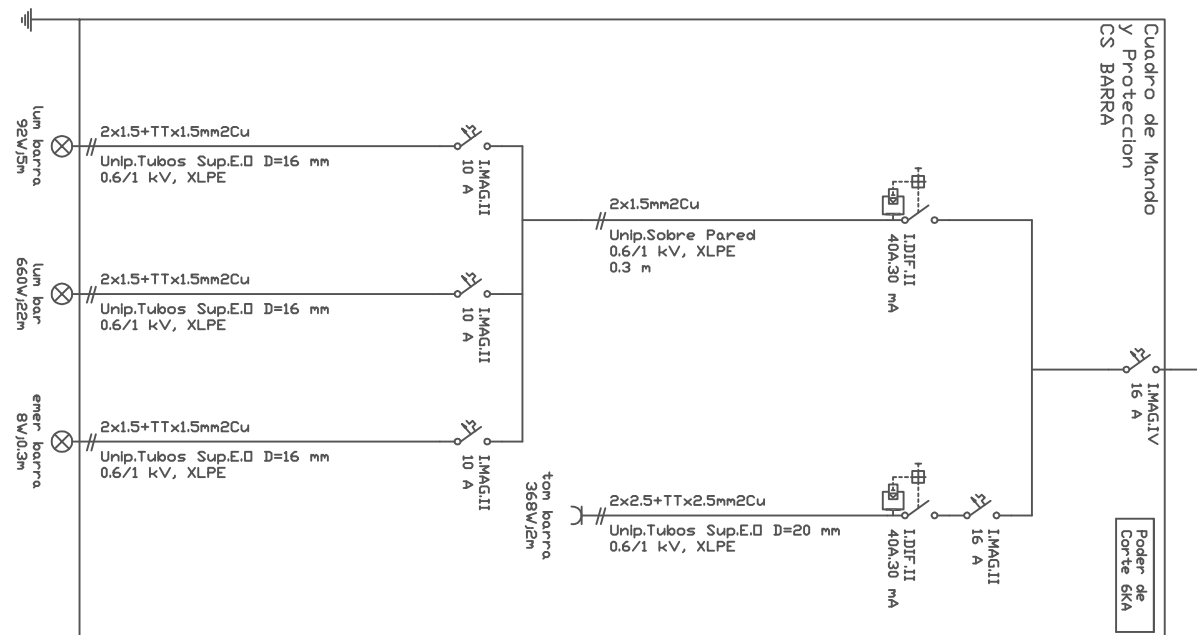 Cuadro de Mando
y Proteccion
CS BARRA
Poder de
Corte 6KA
I.MAG.IV
16 A
I.DIF.II
40A.30 mA
2x1.5mm2Cu
Unip.Sobre Pared
0.6/1 kV, XLPE
0.3 m
I.MAG.II
16 A
I.DIF.II
40A.30 mA
2x2.5+TTx2.5mm2Cu
Unip.Tubos Sup.E.O D=20 mm
0.6/1 kV, XLPE
tom barra
368W;2m
I.MAG.II
10 A
2x1.5+TTx1.5mm2Cu
Unip.Tubos Sup.E.O D=16 mm
0.6/1 kV, XLPE
lum barra
92W;5m
I.MAG.II
10 A
2x1.5+TTx1.5mm2Cu
Unip.Tubos Sup.E.O D=16 mm
0.6/1 kV, XLPE
lum bar
660W;22m
I.MAG.II
10 A
2x1.5+TTx1.5mm2Cu
Unip.Tubos Sup.E.O D=16 mm
0.6/1 kV, XLPE
emer barra
8W;0.3m